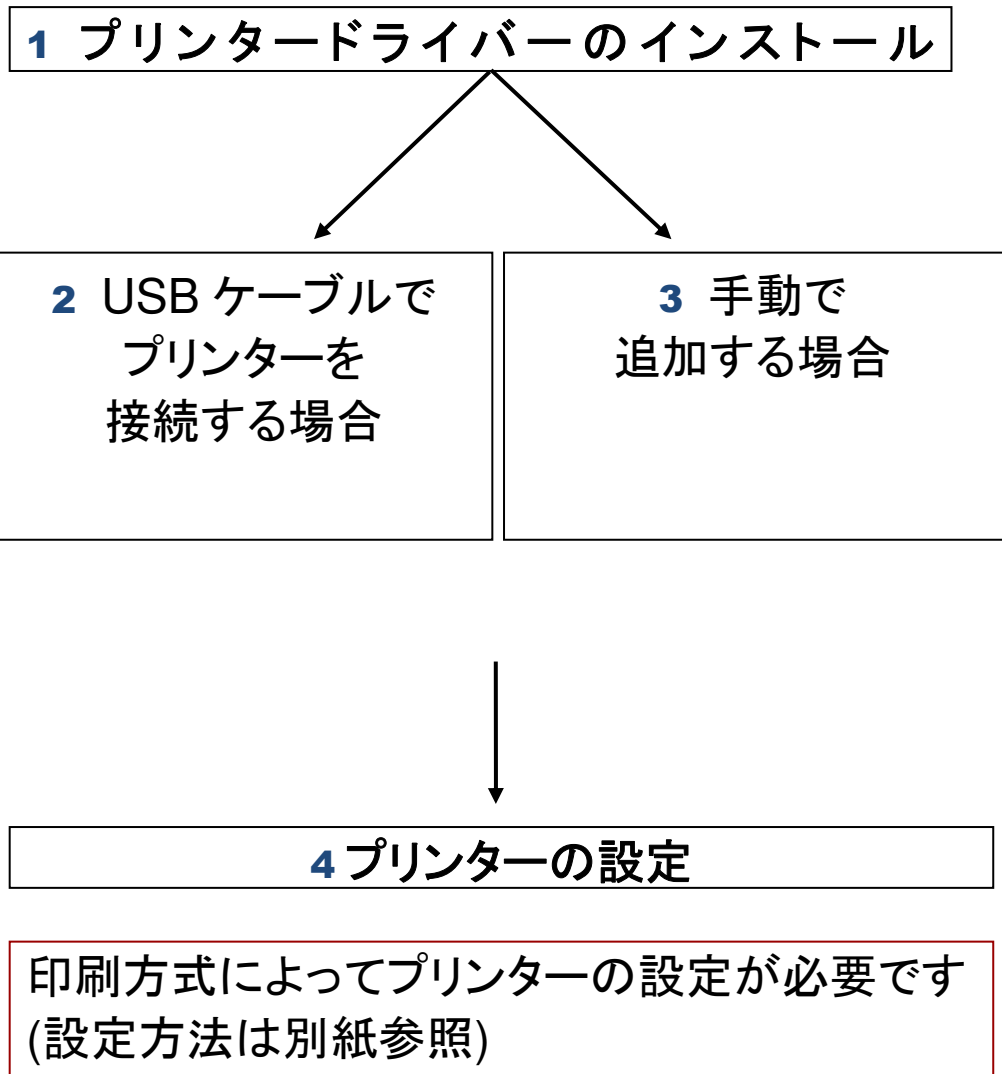 1 プリンタードライバーのインストール
2 USB ケーブルで
プリンターを
接続する場合
3 手動で
追加する場合
4 プリンターの設定
印刷方式によってプリンターの設定が必要です
(設定方法は別紙参照)